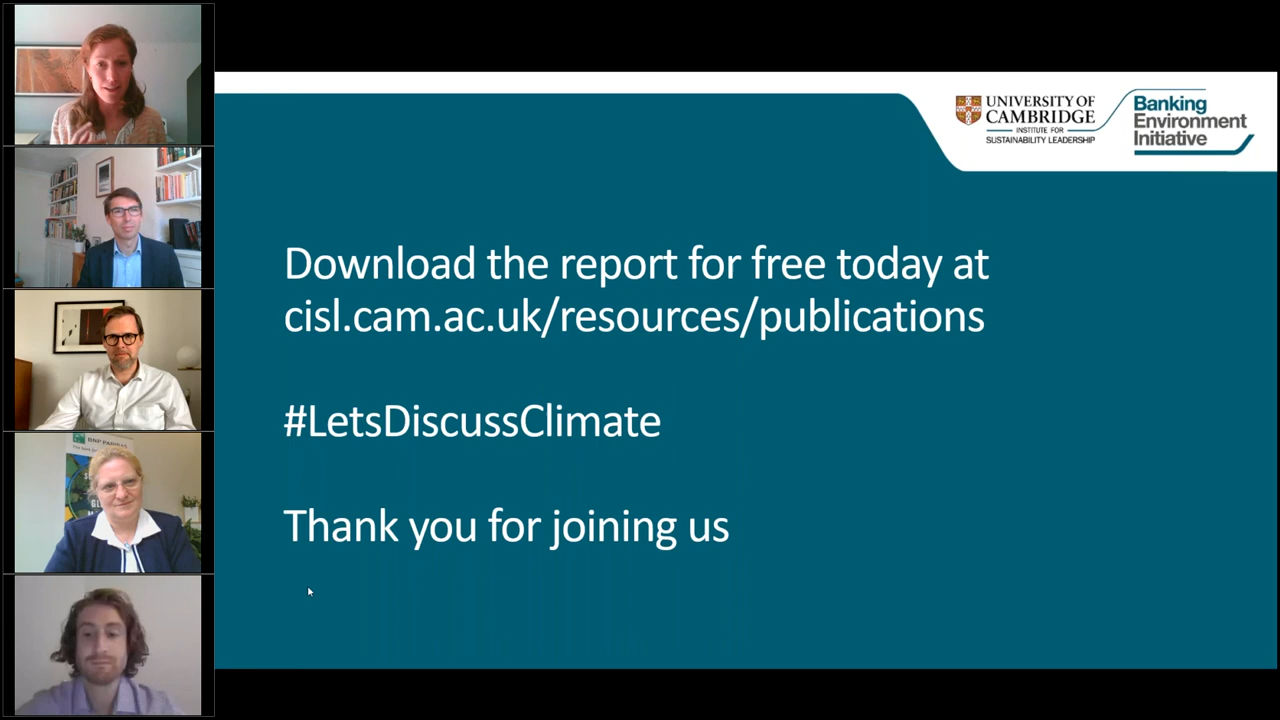 UNIVERSITY OF
CAMBRIDGE
INSTITUTE FOR
SUSTAINABILITY LEADERSHIP
Banking
Environment
Initiative
Download the report for free today at
cisl.cam.ac.uk/resources/publications
#LetsDiscussClimate
Thank you for joining us
BNP PARIBAS